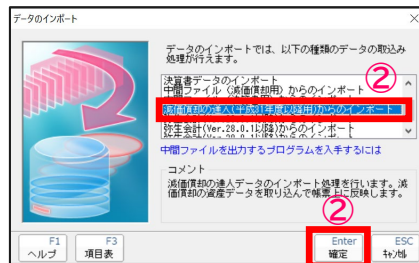 データのインポート
データのインポートでは、以下の種類のデータの取込み
処理が行えます。
②
決算書データのインポート
中間ファイル（減価償却用）からのインポート
減価償却の達人(平成31年度以降用)からのインポート
弥生会計(Ver.28.0.1以降)からのインポート
中間ファイルを出力するプログラムを入手するには
コメント
減価償却の達人データのインポート処理を行います。減
価償却の資産データを取り込んで帳票上に反映します。
②
F1
ヘルプ
F3
項目表
Enter
確定
ESC
ｷｬﾝｾﾙ